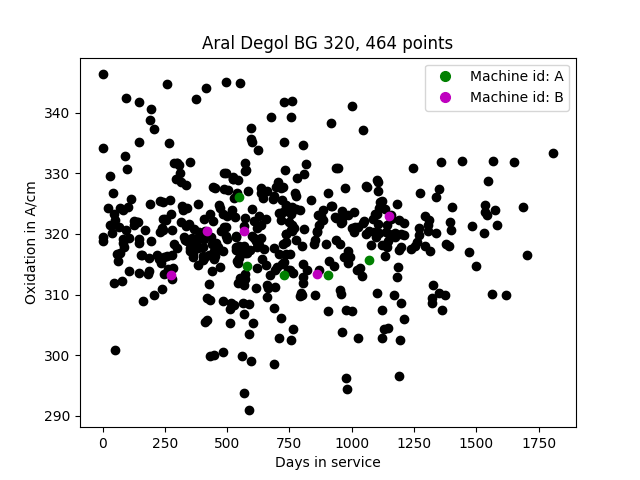 Aral Degol BG 320, 464 points
Machine id: A
Machine id: B
340
330
320
310
300
290
Oxidation in A/cm
0 250 500 750 1000 1250 1500 1750
Days in service